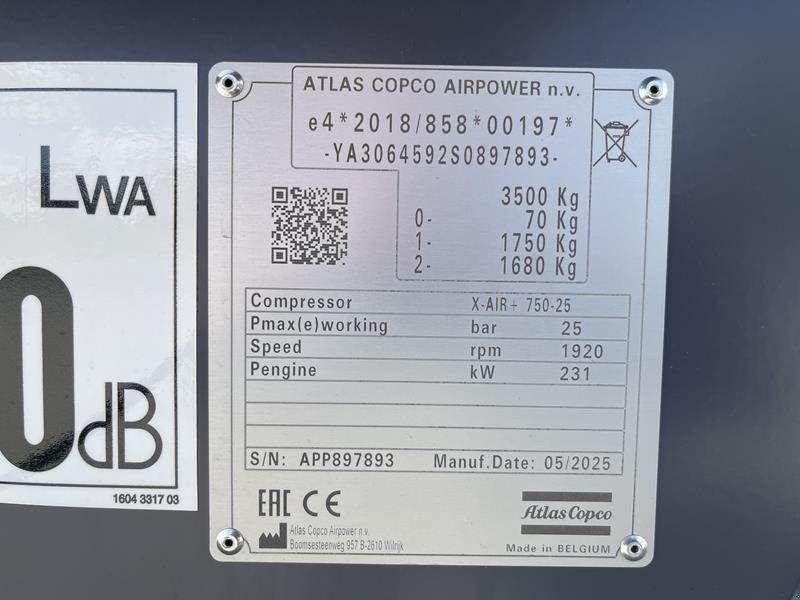 LWA
0dB
1604 3317 03
ATLAS COPCO AIRPOWER n.v.
e4*2018/858*00197*
-YA3064592S0897893-
3500 Kg
0- 70 Kg
1- 1750 Kg
2- 1680 Kg
Compressor X-AIR+ 750-25
Pmax(e)working bar 25
Speed rpm 1920
Pengine kW 231
S/N: APP897893 Manuf.Date: 05/2025
EAC CE
Atlas Copco Airpower n.v.
Boomsesteenweg 957 B-2610 Wilrijk
Atlas Copco
Made in BELGIUM